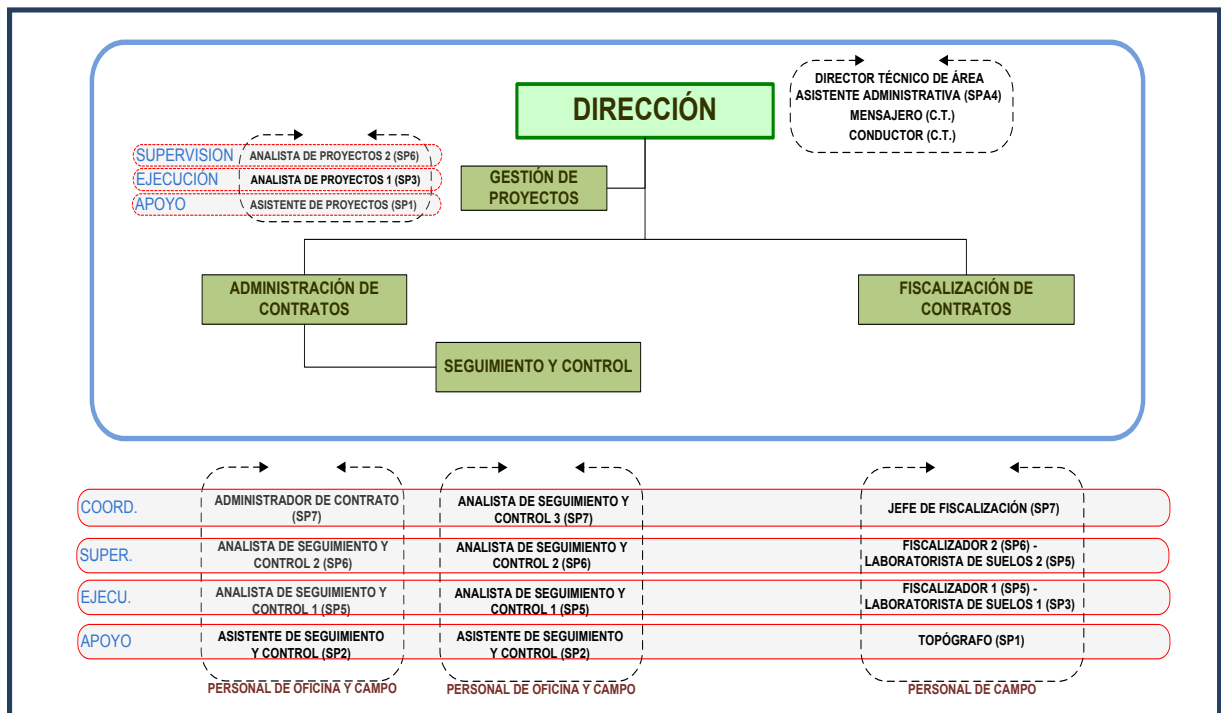 DIRECCIÓN
DIRECTOR TÉCNICO DE ÁREA
ASISTENTE ADMINISTRATIVA (SPA4)
MENSAJERO (C.T.)
CONDUCTOR (C.T.)
SUPERVISION ANALISTA DE PROYECTOS 2 (SP6)
EJECUCIÓN ANALISTA DE PROYECTOS 1 (SP3)
APOYO ASISTENTE DE PROYECTOS (SP1)
GESTIÓN DE
PROYECTOS
ADMINISTRACIÓN DE
CONTRATOS
FISCALIZACIÓN DE
CONTRATOS
SEGUIMIENTO Y CONTROL
COORD.
ADMINISTRADOR DE CONTRATO
(SP7)
ANALISTA DE SEGUIMIENTO Y
CONTROL 3 (SP7)
JEFE DE FISCALIZACIÓN (SP7)
SUPER.
ANALISTA DE SEGUIMIENTO Y
CONTROL 2 (SP6)
ANALISTA DE SEGUIMIENTO Y
CONTROL 2 (SP6)
FISCALIZADOR 2 (SP6) -
LABORATORISTA DE SUELOS 2 (SP5)
EJECU.
ANALISTA DE SEGUIMIENTO Y
CONTROL 1 (SP5)
ANALISTA DE SEGUIMIENTO Y
CONTROL 1 (SP5)
FISCALIZADOR 1 (SP5) -
LABORATORISTA DE SUELOS 1 (SP3)
APOYO
ASISTENTE DE SEGUIMIENTO
Y CONTROL (SP2)
ASISTENTE DE SEGUIMIENTO
Y CONTROL (SP2)
TOPÓGRAFO (SP1)
PERSONAL DE OFICINA Y CAMPO
PERSONAL DE OFICINA Y CAMPO
PERSONAL DE CAMPO